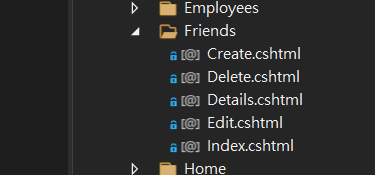 Employees
Friends
[@] Create.cshtml
[@] Delete.cshtml
[@] Details.cshtml
[@] Edit.cshtml
[@] Index.cshtml
Home